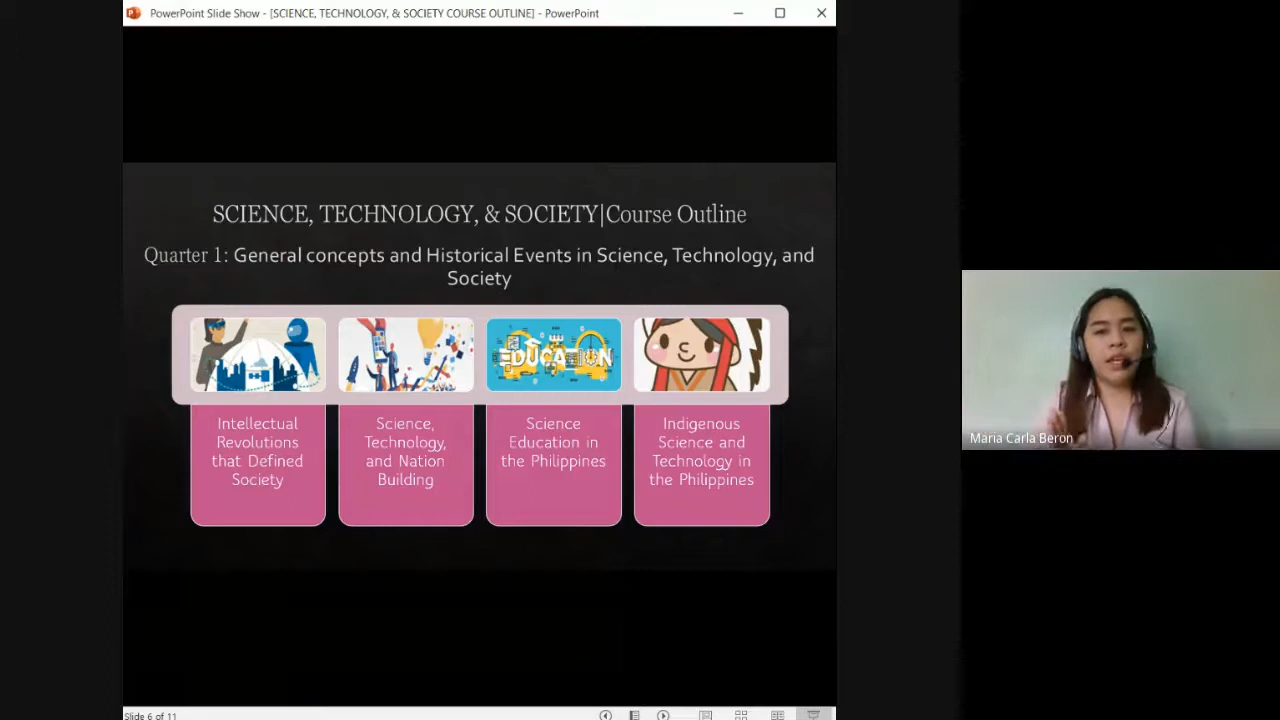 PowerPoint Slide Show - [SCIENCE, TECHNOLOGY, & SOCIETY COURSE OUTLINE] - PowerPoint
SCIENCE, TECHNOLOGY, & SOCIETY|Course Outline
Quarter 1: General concepts and Historical Events in Science, Technology, and
Society
EDUCATION
Intellectual
Revolutions
that Defined
Society
Science,
Technology,
and Nation
Building
Science
Education in
the Philippines
Indigenous
Science and
Technology in
the Philippines
Maria Carla Beron
Slide 6 of 11